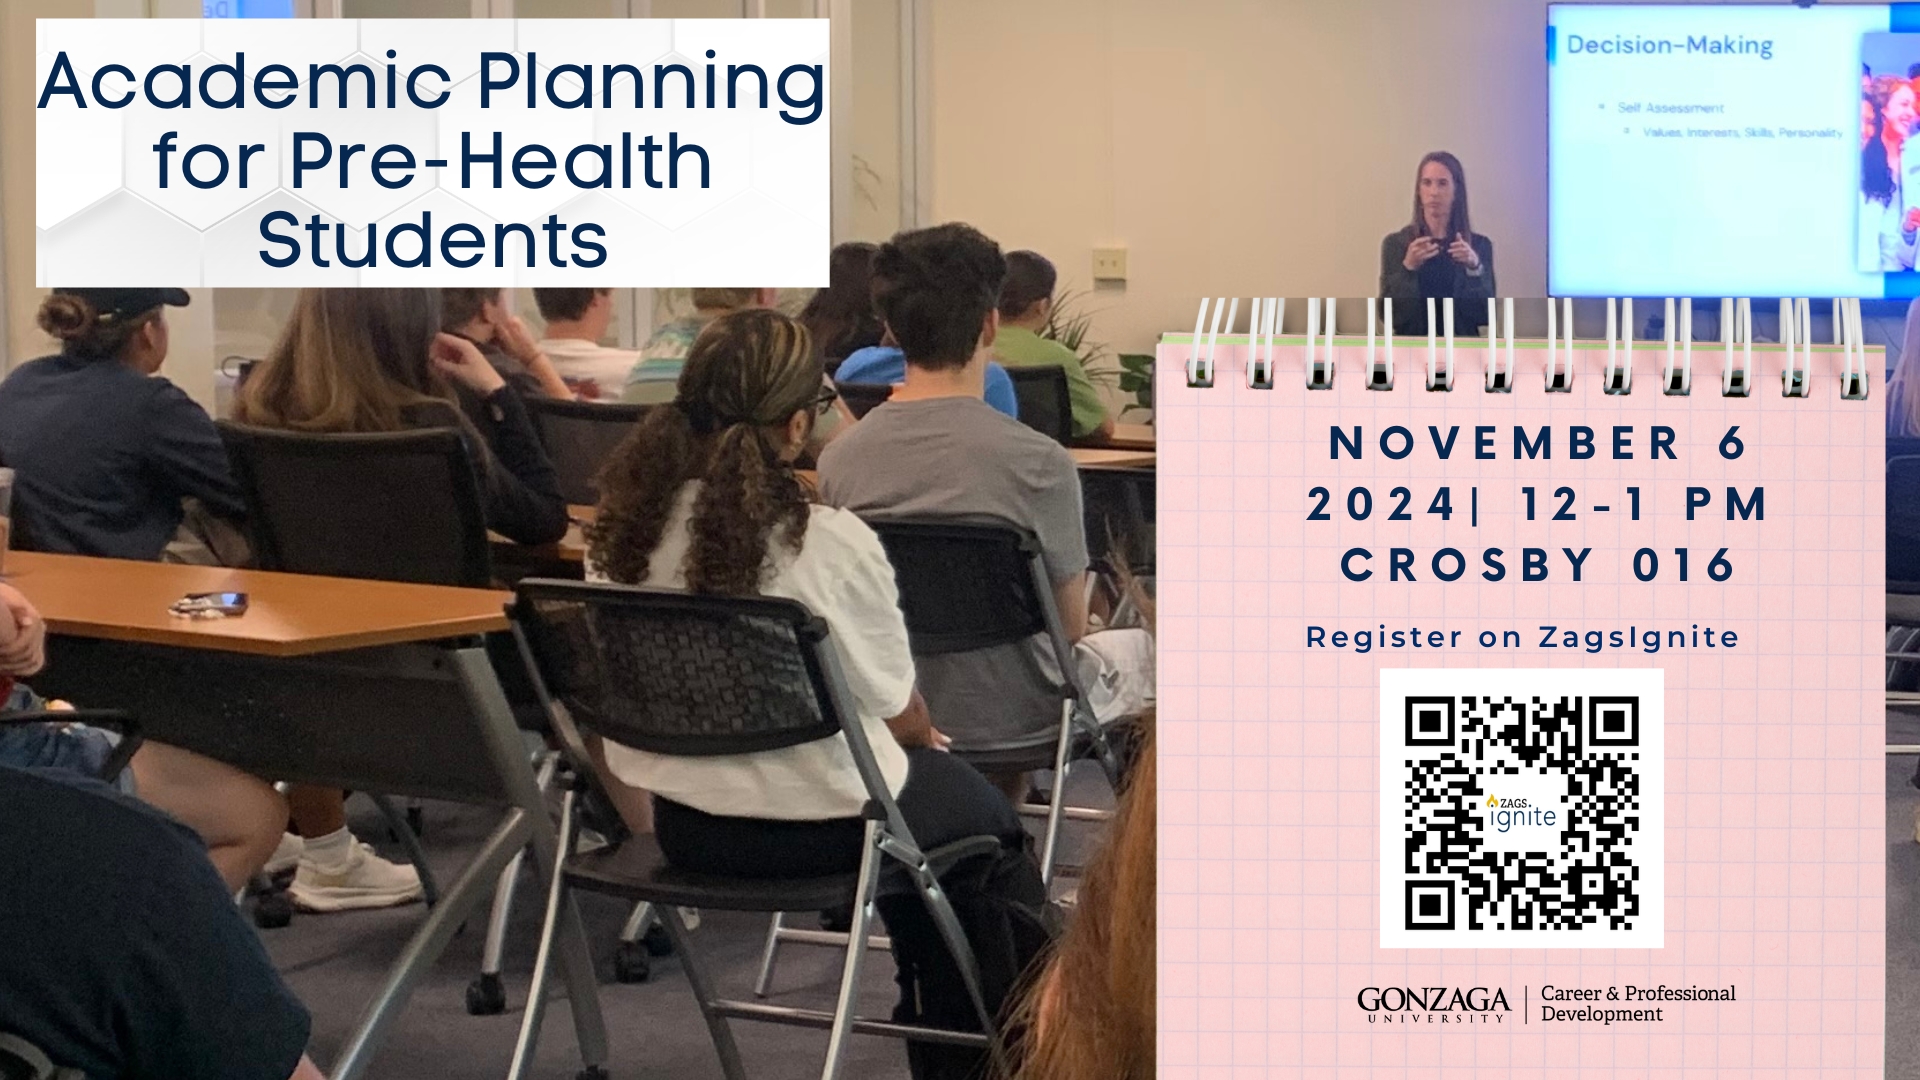 Academic Planning
for Pre-Health
Students
Decision-Making
Self Assessment
Values, Interests, Skills, Personality
NOVEMBER 6
2024| 12-1 PM
CROSBY 016
Register on ZagsIgnite
ZAGS.
ignite
GONZAGA
UNIVERSITY
Career & Professional
Development